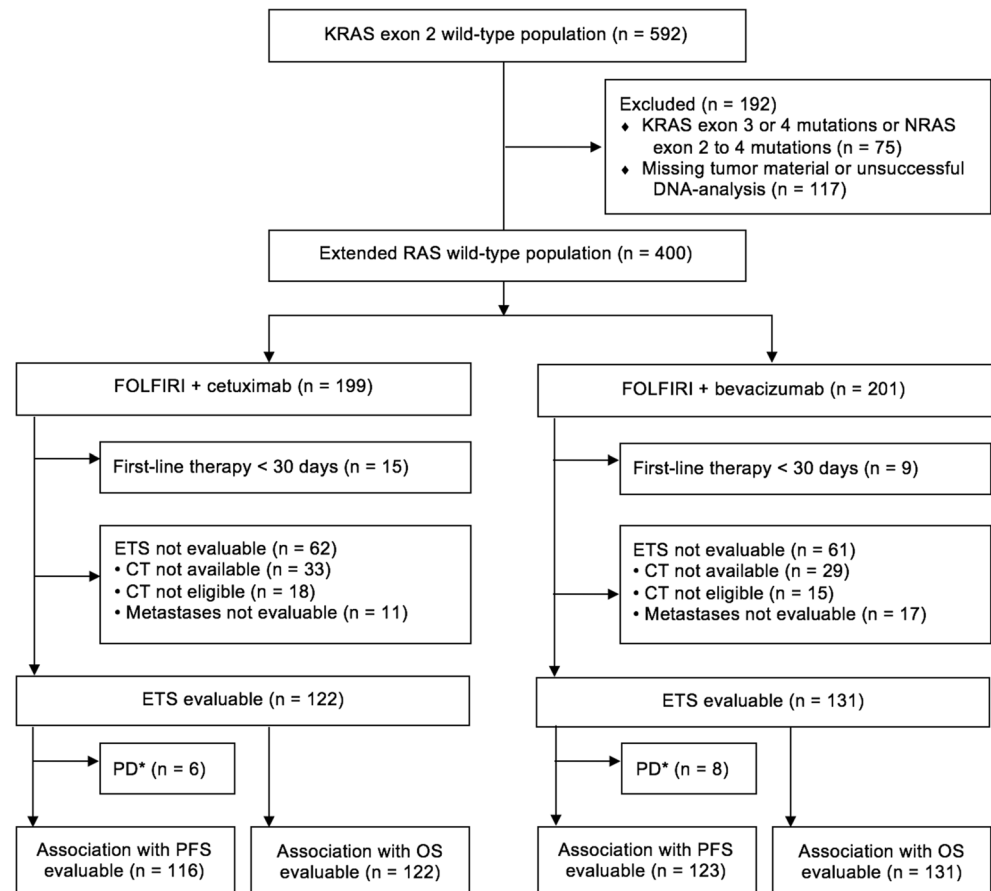 KRAS exon 2 wild-type population (n = 592)
Excluded (n = 192)
♦ KRAS exon 3 or 4 mutations or NRAS
exon 2 to 4 mutations (n = 75)
♦ Missing tumor material or unsuccessful
DNA-analysis (n = 117)
Extended RAS wild-type population (n = 400)
FOLFIRI + cetuximab (n = 199)
First-line therapy < 30 days (n = 15)
ETS not evaluable (n = 62)
• CT not available (n = 33)
• CT not eligible (n = 18)
• Metastases not evaluable (n = 11)
ETS evaluable (n = 122)
PD* (n = 6)
Association with PFS
evaluable (n = 116)
Association with OS
evaluable (n = 122)
FOLFIRI + bevacizumab (n = 201)
First-line therapy < 30 days (n = 9)
ETS not evaluable (n = 61)
• CT not available (n = 29)
• CT not eligible (n = 15)
• Metastases not evaluable (n = 17)
ETS evaluable (n = 131)
PD* (n = 8)
Association with PFS
evaluable (n = 123)
Association with OS
evaluable (n = 131)